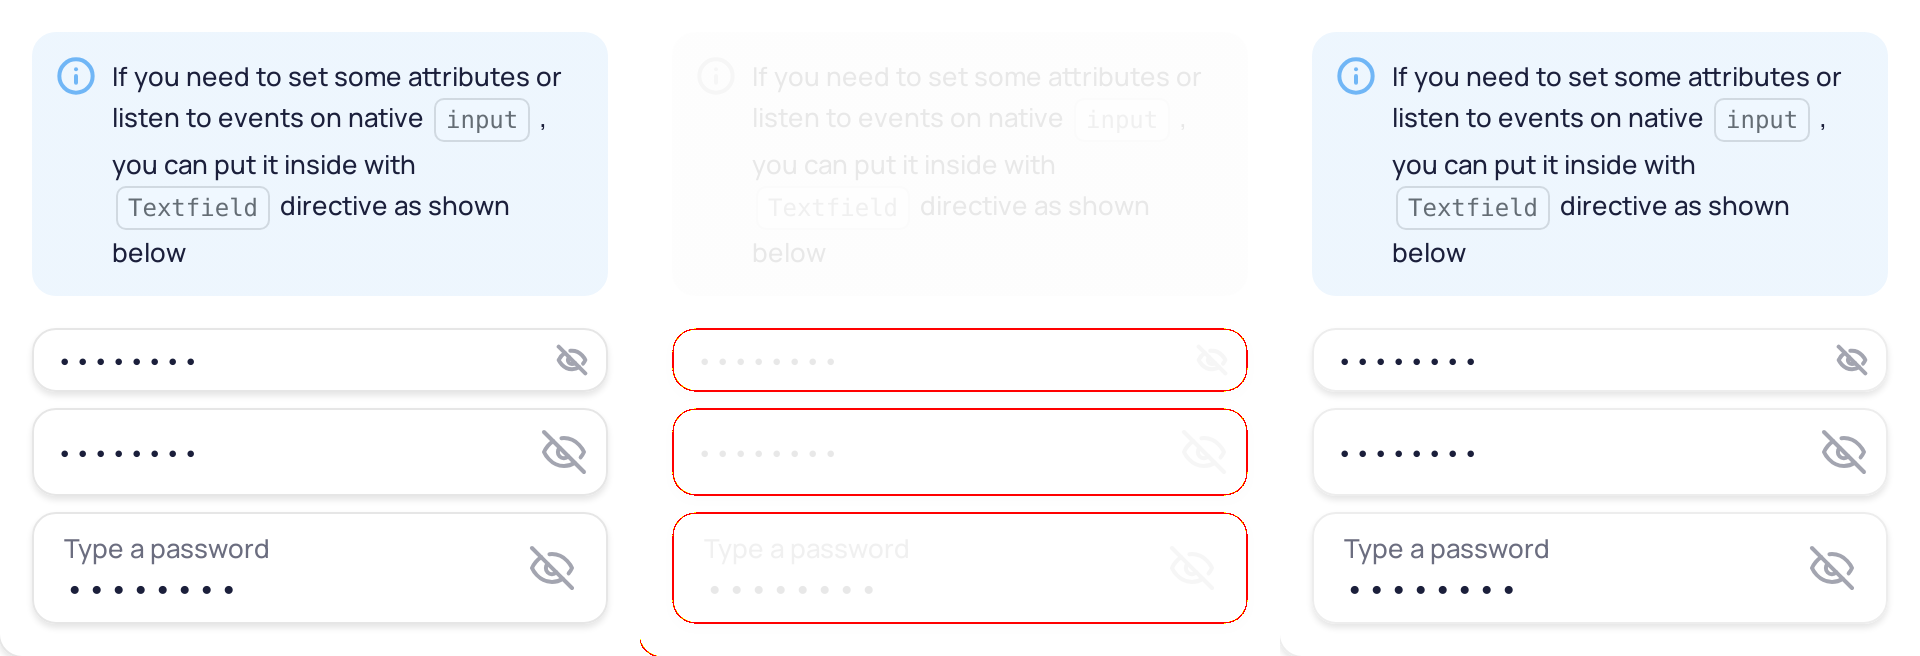 If you need to set some attributes or
listen to events on native input ,
you can put it inside with
Textfield directive as shown
below
••••••••
••••••••
Type a password
••••••••
If you need to set some attributes or
listen to events on native input ,
you can put it inside with
Textfield directive as shown
below
••••••••
••••••••
Type a password
••••••••
If you need to set some attributes or
listen to events on native input ,
you can put it inside with
Textfield directive as shown
below
••••••••
••••••••
Type a password
••••••••